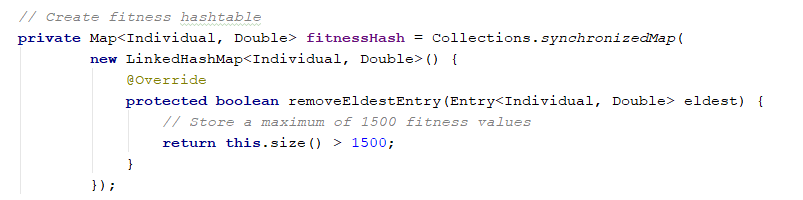 // Create fitness hashtable
private Map<Individual, Double> fitnessHash = Collections.synchronizedMap(
new LinkedHashMap<Individual, Double>() {
@Override
protected boolean removeEldestEntry(Entry<Individual, Double> eldest) {
// Store a maximum of 1500 fitness values
return this.size() > 1500;
}
});